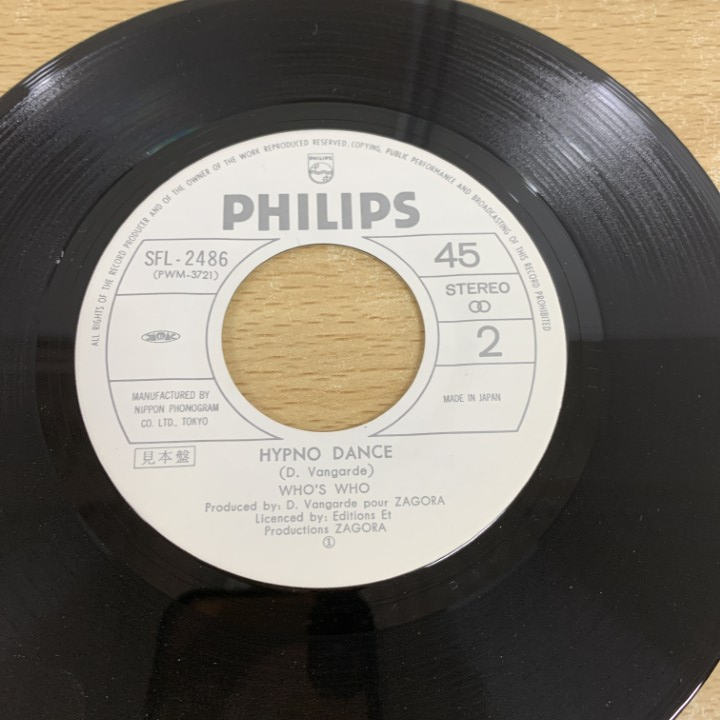 ALL RIGHTS OF THE RECORD PRODUCER AND OF THE OWNER OF THE WORK REPRODUCED RESERVED. COPYING, PUBLIC PERFORMANCE AND BROADCASTING OF THIS RECORD PROHIBITED
PHILIPS
PHILIPS
SFL-2486
(PWM-3721)
45
STEREO
2
MANUFACTURED BY
NIPPON PHONOGRAM
CO. LTD., TOKYO
MADE IN JAPAN
見本盤
HYPNO DANCE
(D. Vangarde)
WHO'S WHO
Produced by: D. Vangarde pour ZAGORA
Licenced by: Editions Et
Productions ZAGORA
①